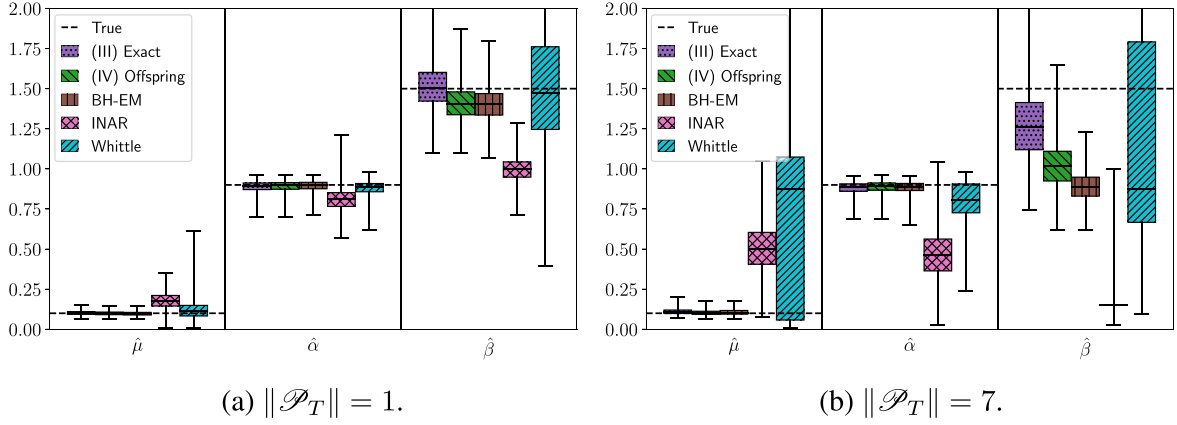 2.00
1.75
1.50
1.25
1.00
0.75
0.50
0.25
0.00
True
(III) Exact
(IV) Offspring
BH-EM
INAR
Whittle
μ̂
α̂
β̂
(a) ‖𝒫_T‖ = 1.
2.00
1.75
1.50
1.25
1.00
0.75
0.50
0.25
0.00
True
(III) Exact
(IV) Offspring
BH-EM
INAR
Whittle
μ̂
α̂
β̂
(b) ‖𝒫_T‖ = 7.